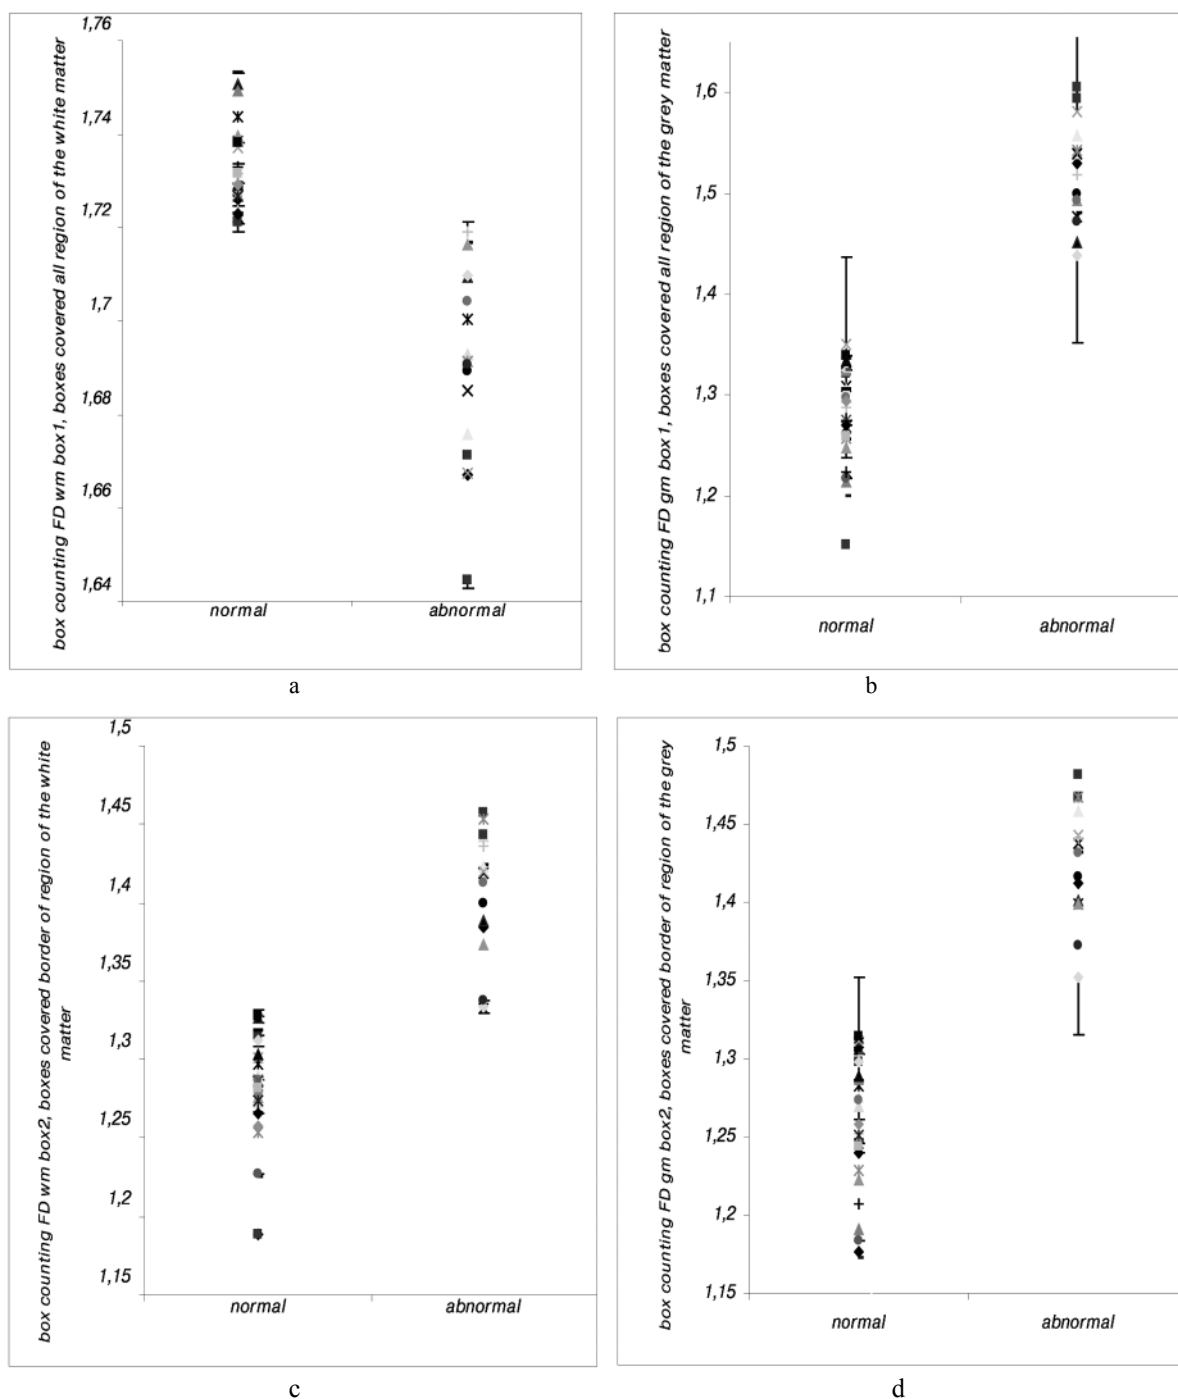 box counting FD wm box1, boxes covered all region of the white matter
1,76
1,74
1,72
1,7
1,68
1,66
1,64
normal abnormal
a
box counting FD gm box1, boxes covered all region of the grey matter
1,6
1,5
1,4
1,3
1,2
1,1
normal abnormal
b
box counting FD wm box2, boxes covered border of region of the white
matter
1,5
1,45
1,4
1,35
1,3
1,25
1,2
1,15
normal abnormal
c
box counting FD gm box2, boxes covered border of region of the grey
matter
1,5
1,45
1,4
1,35
1,3
1,25
1,2
1,15
normal abnormal
d